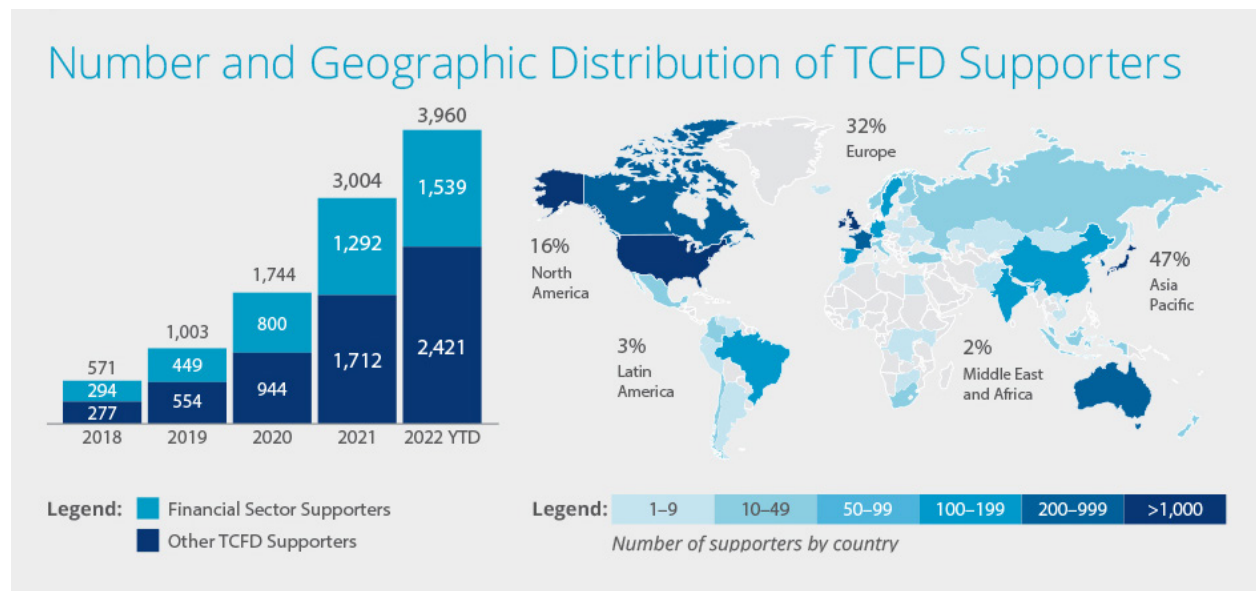 Number and Geographic Distribution of TCFD Supporters
3,960
1,539
2,421
3,004
1,292
1,712
1,744
800
944
1,003
449
554
571
294
277
2018 2019 2020 2021 2022 YTD
Legend: Financial Sector Supporters
Other TCFD Supporters
32%
Europe
16%
North
America
47%
Asia
Pacific
3%
Latin
America
2%
Middle East
and Africa
Legend: 1–9 10–49 50–99 100–199 200–999 >1,000
Number of supporters by country